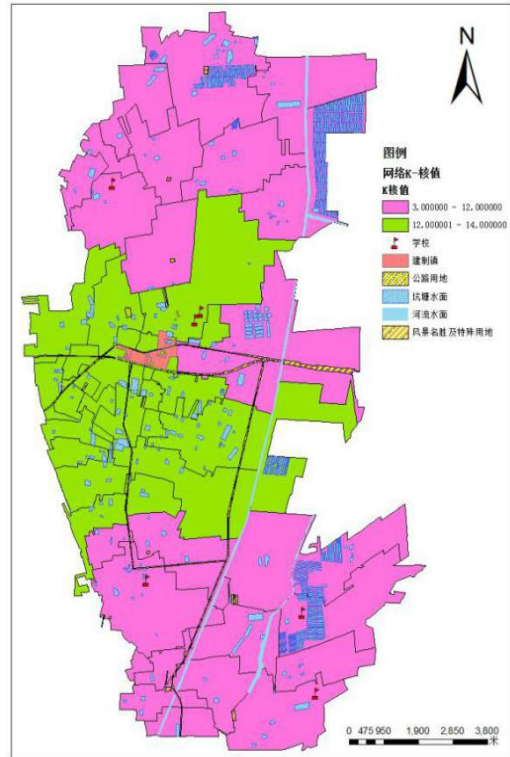 N
图例
网络K-核值
K核值
3.000000 - 12.000000
12.000001 - 14.000000
学校
建制镇
公路用地
坑塘水面
河流水面
风景名胜及特殊用地
0 475 950 1,900 2,850 3,800
米